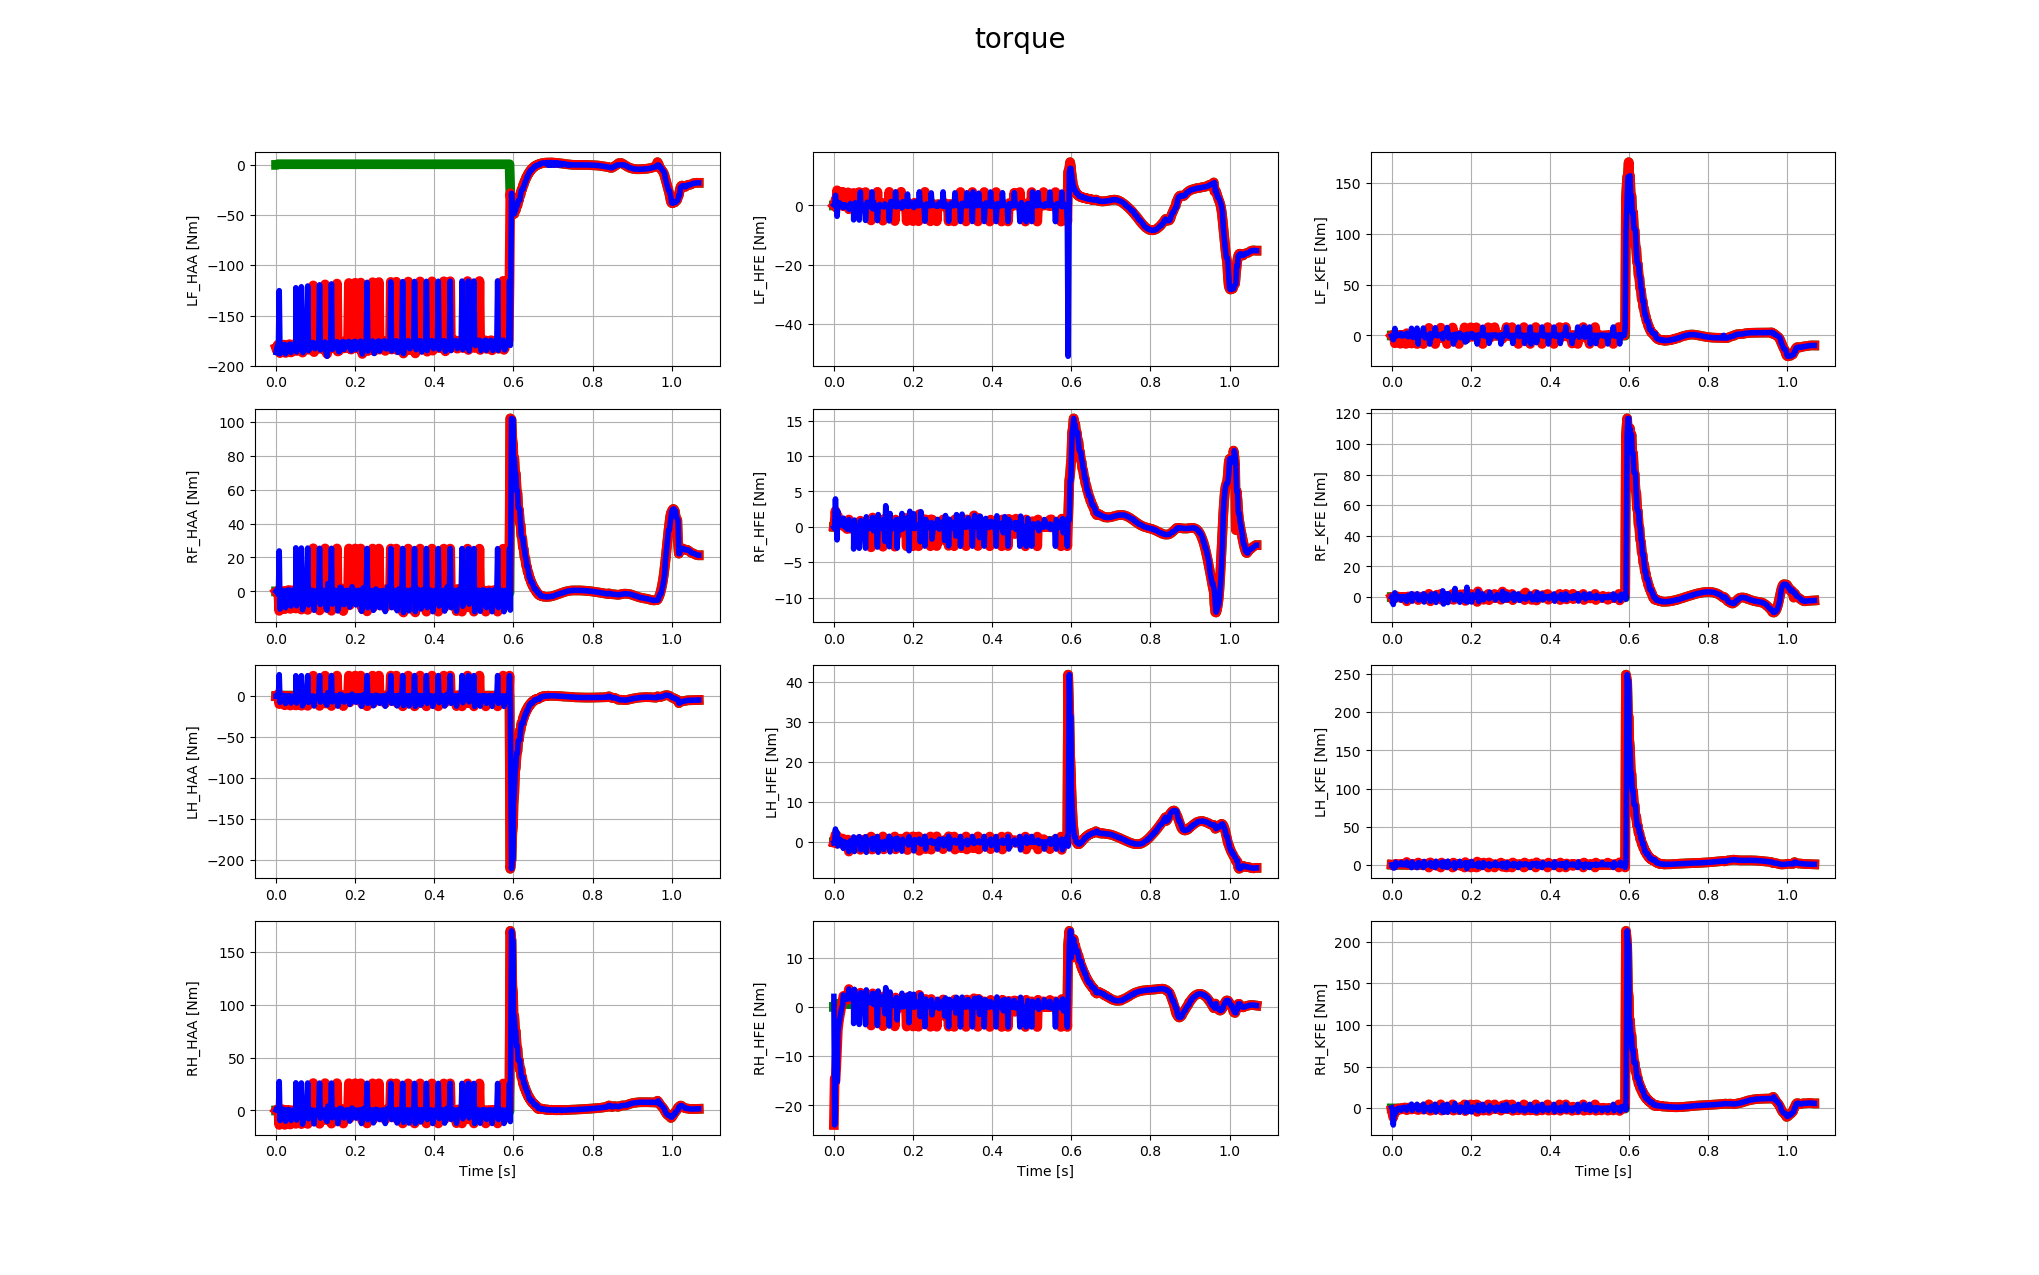 torque
LF_HAA [Nm]
0
−50
−100
−150
−200
0.0 0.2 0.4 0.6 0.8 1.0
LF_HFE [Nm]
0
−20
−40
0.0 0.2 0.4 0.6 0.8 1.0
LF_KFE [Nm]
150
100
50
0
0.0 0.2 0.4 0.6 0.8 1.0
RF_HAA [Nm]
100
80
60
40
20
0
0.0 0.2 0.4 0.6 0.8 1.0
RF_HFE [Nm]
15
10
5
0
−5
−10
0.0 0.2 0.4 0.6 0.8 1.0
RF_KFE [Nm]
120
100
80
60
40
20
0
0.0 0.2 0.4 0.6 0.8 1.0
LH_HAA [Nm]
0
−50
−100
−150
−200
0.0 0.2 0.4 0.6 0.8 1.0
LH_HFE [Nm]
40
30
20
10
0
0.0 0.2 0.4 0.6 0.8 1.0
LH_KFE [Nm]
250
200
150
100
50
0
0.0 0.2 0.4 0.6 0.8 1.0
RH_HAA [Nm]
150
100
50
0
0.0 0.2 0.4 0.6 0.8 1.0
Time [s]
RH_HFE [Nm]
10
0
−10
−20
0.0 0.2 0.4 0.6 0.8 1.0
Time [s]
RH_KFE [Nm]
200
150
100
50
0
0.0 0.2 0.4 0.6 0.8 1.0
Time [s]